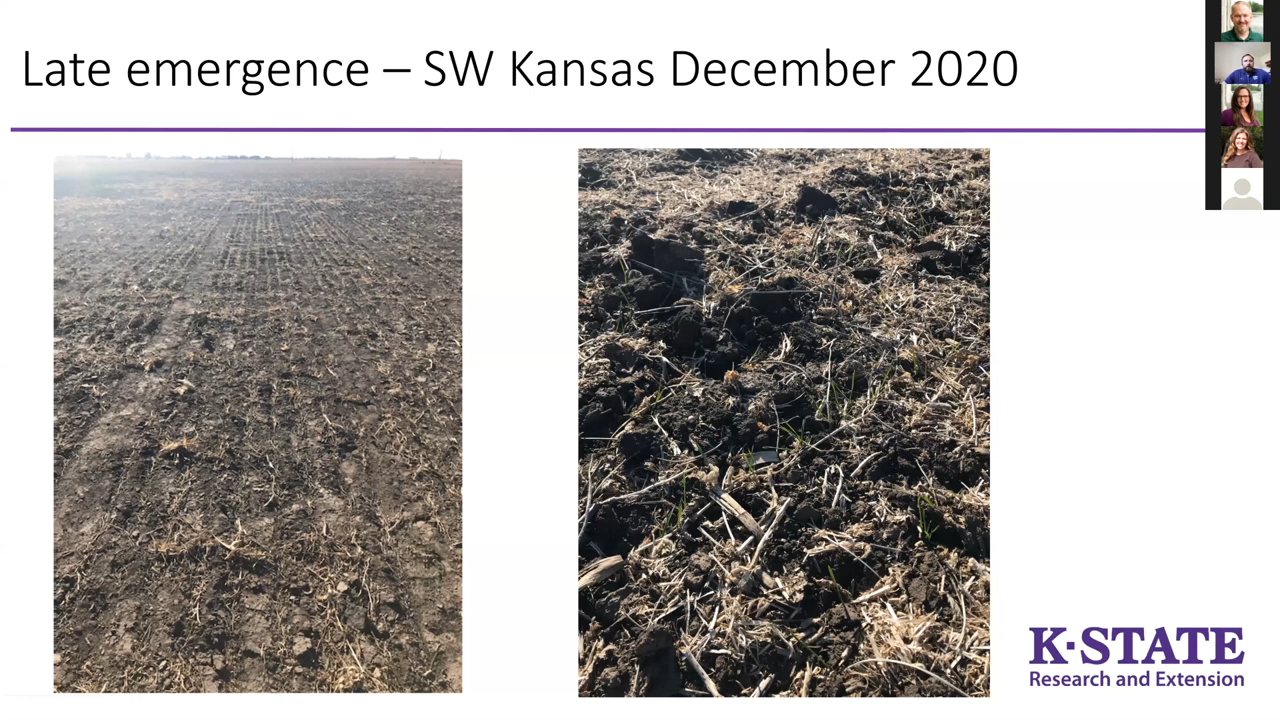 Late emergence – SW Kansas December 2020
K-STATE
Research and Extension